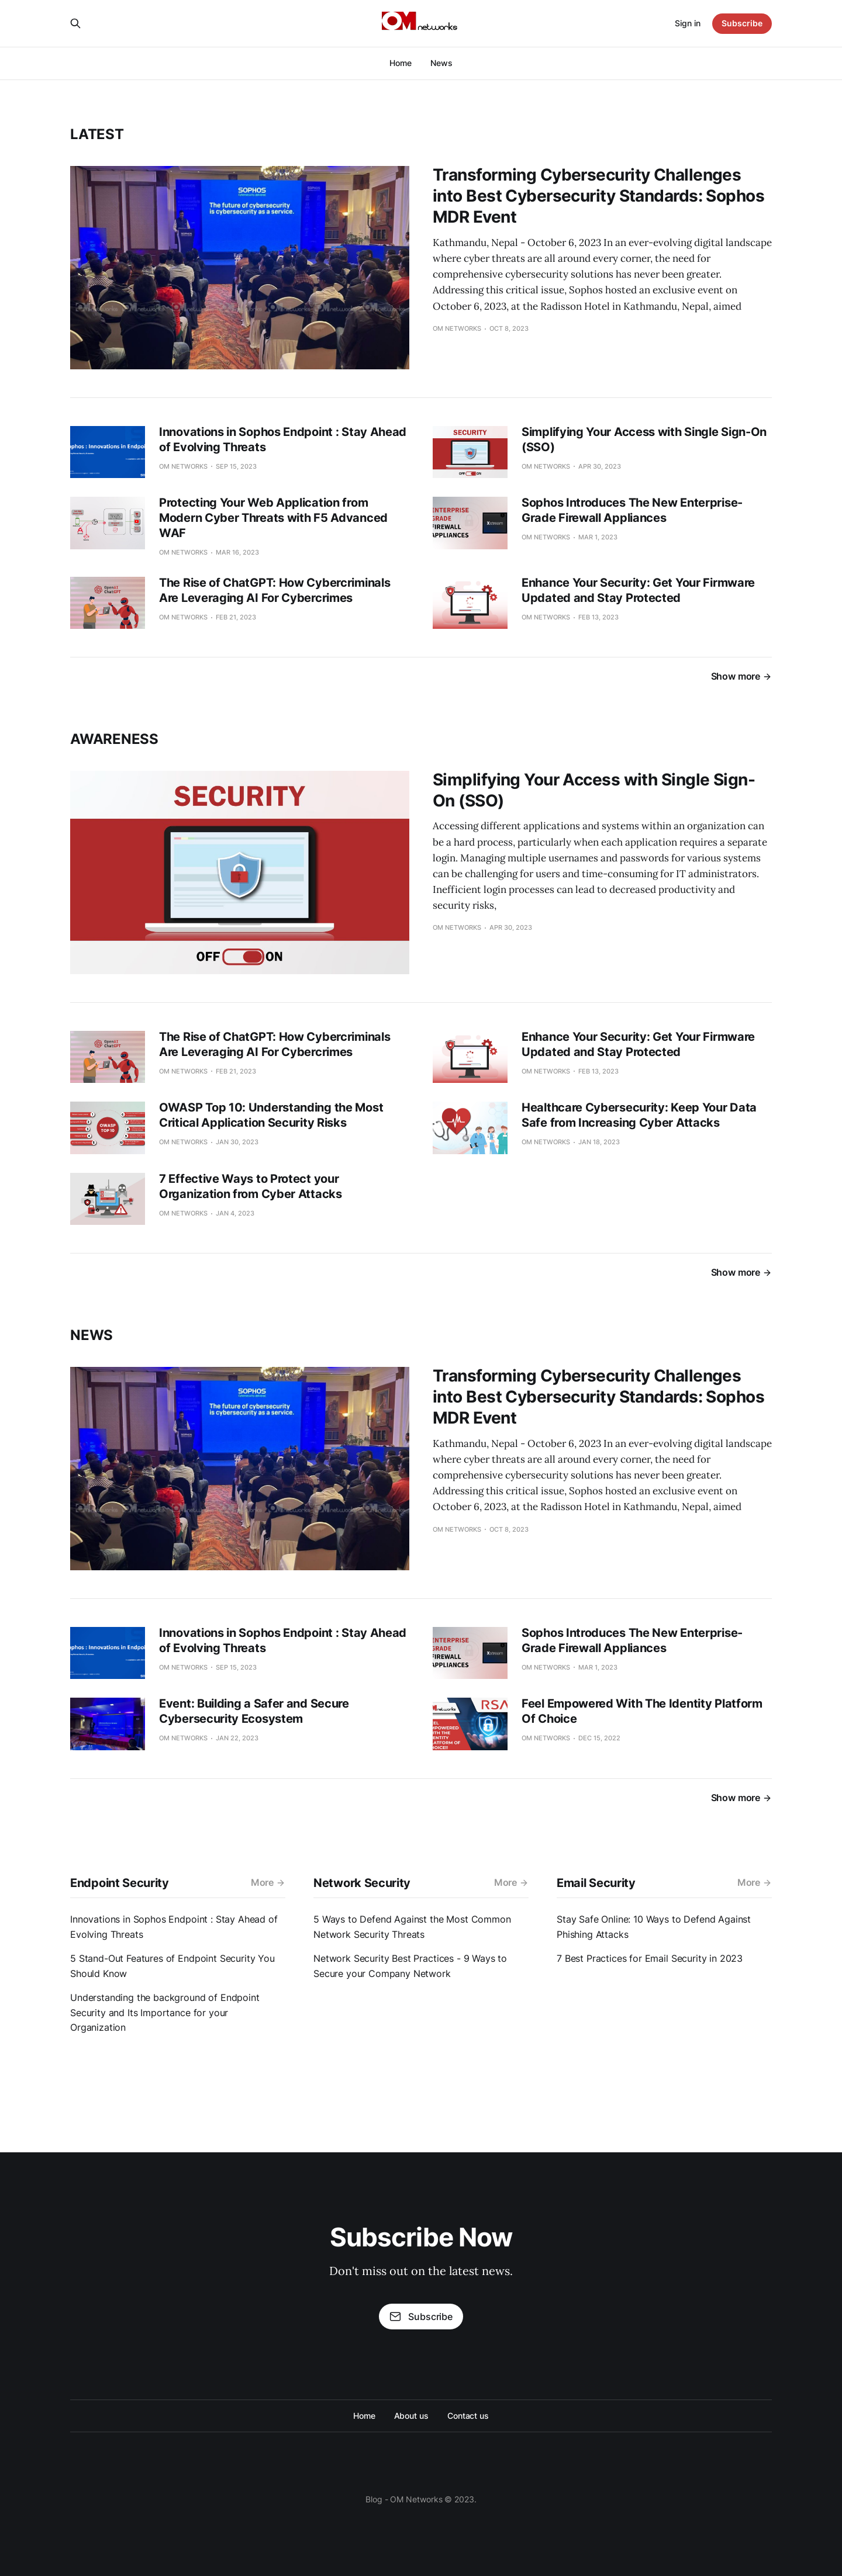 OM networks
Sign in
Subscribe
Home
News
LATEST
SOPHOS
The future of cybersecurity
is cybersecurity as a service.
Transforming Cybersecurity Challenges
into Best Cybersecurity Standards: Sophos
MDR Event
Kathmandu, Nepal - October 6, 2023 In an ever-evolving digital landscape
where cyber threats are all around every corner, the need for
comprehensive cybersecurity solutions has never been greater.
Addressing this critical issue, Sophos hosted an exclusive event on
October 6, 2023, at the Radisson Hotel in Kathmandu, Nepal, aimed
OM NETWORKS • OCT 8, 2023
Innovations in Sophos Endpoint : Stay Ahead
of Evolving Threats
OM NETWORKS • SEP 15, 2023
SECURITY
OFF ON
Simplifying Your Access with Single Sign-On
(SSO)
OM NETWORKS • APR 30, 2023
Protecting Your Web Application from
Modern Cyber Threats with F5 Advanced
WAF
OM NETWORKS • MAR 16, 2023
ENTERPRISE
GRADE
FIREWALL
APPLIANCES
Sophos Introduces The New Enterprise-
Grade Firewall Appliances
OM NETWORKS • MAR 1, 2023
OpenAI
ChatGPT
The Rise of ChatGPT: How Cybercriminals
Are Leveraging AI For Cybercrimes
OM NETWORKS • FEB 21, 2023
Enhance Your Security: Get Your Firmware
Updated and Stay Protected
OM NETWORKS • FEB 13, 2023
Show more →
AWARENESS
SECURITY
OFF ON
Simplifying Your Access with Single Sign-
On (SSO)
Accessing different applications and systems within an organization can
be a hard process, particularly when each application requires a separate
login. Managing multiple usernames and passwords for various systems
can be challenging for users and time-consuming for IT administrators.
Inefficient login processes can lead to decreased productivity and
security risks,
OM NETWORKS • APR 30, 2023
OpenAI
ChatGPT
The Rise of ChatGPT: How Cybercriminals
Are Leveraging AI For Cybercrimes
OM NETWORKS • FEB 21, 2023
Enhance Your Security: Get Your Firmware
Updated and Stay Protected
OM NETWORKS • FEB 13, 2023
OWASP
TOP 10
OWASP Top 10: Understanding the Most
Critical Application Security Risks
OM NETWORKS • JAN 30, 2023
Healthcare Cybersecurity: Keep Your Data
Safe from Increasing Cyber Attacks
OM NETWORKS • JAN 18, 2023
7 Effective Ways to Protect your
Organization from Cyber Attacks
OM NETWORKS • JAN 4, 2023
Show more →
NEWS
SOPHOS
The future of cybersecurity
is cybersecurity as a service.
Transforming Cybersecurity Challenges
into Best Cybersecurity Standards: Sophos
MDR Event
Kathmandu, Nepal - October 6, 2023 In an ever-evolving digital landscape
where cyber threats are all around every corner, the need for
comprehensive cybersecurity solutions has never been greater.
Addressing this critical issue, Sophos hosted an exclusive event on
October 6, 2023, at the Radisson Hotel in Kathmandu, Nepal, aimed
OM NETWORKS • OCT 8, 2023
Innovations in Sophos Endpoint : Stay Ahead
of Evolving Threats
OM NETWORKS • SEP 15, 2023
ENTERPRISE
GRADE
FIREWALL
APPLIANCES
Sophos Introduces The New Enterprise-
Grade Firewall Appliances
OM NETWORKS • MAR 1, 2023
Event: Building a Safer and Secure
Cybersecurity Ecosystem
OM NETWORKS • JAN 22, 2023
RSA
Feel Empowered With The Identity Platform
Of Choice
OM NETWORKS • DEC 15, 2022
Show more →
Endpoint Security
More →
Innovations in Sophos Endpoint : Stay Ahead of
Evolving Threats
5 Stand-Out Features of Endpoint Security You
Should Know
Understanding the background of Endpoint
Security and Its Importance for your
Organization
Network Security
More →
5 Ways to Defend Against the Most Common
Network Security Threats
Network Security Best Practices - 9 Ways to
Secure your Company Network
Email Security
More →
Stay Safe Online: 10 Ways to Defend Against
Phishing Attacks
7 Best Practices for Email Security in 2023
Subscribe Now
Don't miss out on the latest news.
Subscribe
Home
About us
Contact us
Blog - OM Networks © 2023.